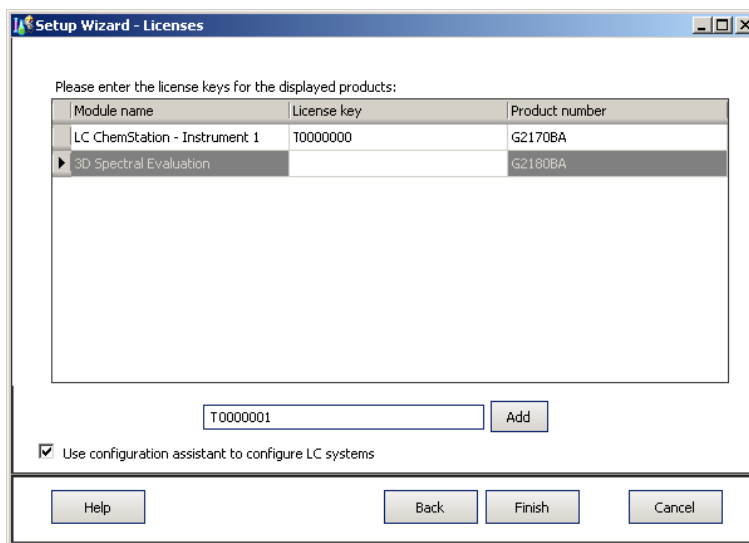 Setup Wizard - Licenses
Please enter the license keys for the displayed products:
Module name License key Product number
LC ChemStation - Instrument 1 T0000000 G2170BA
3D Spectral Evaluation G2180BA
T0000001 Add
Use configuration assistant to configure LC systems
Help Back Finish Cancel